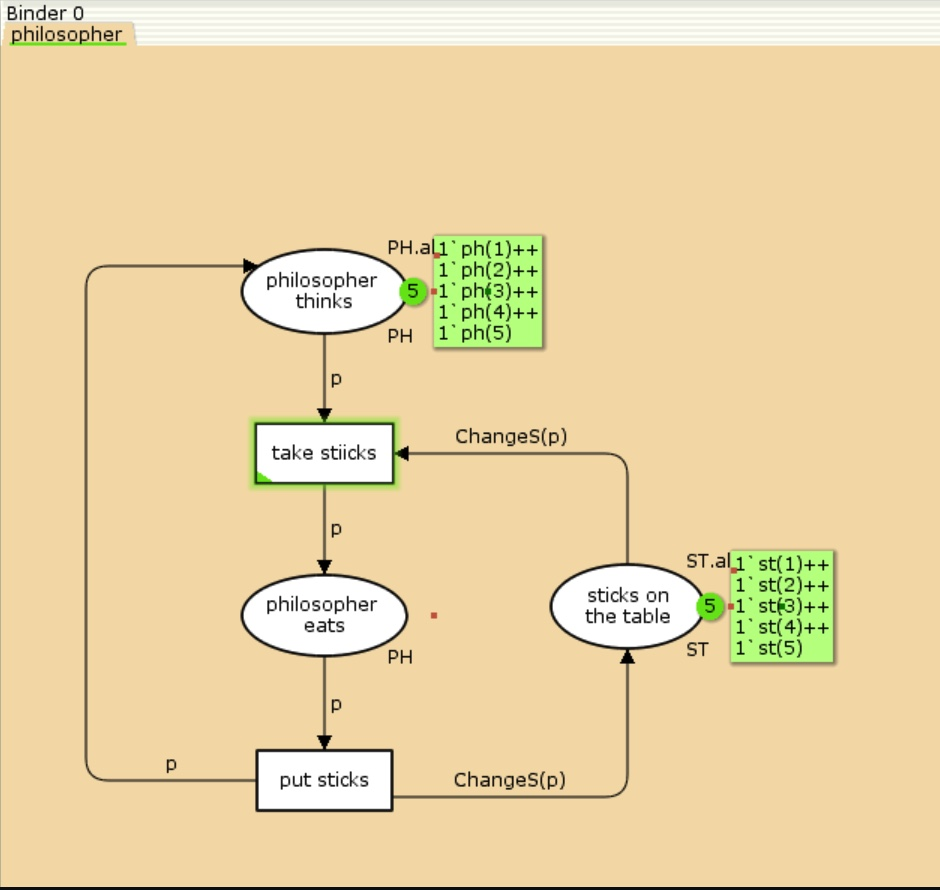 Binder 0
philosopher
PH.al
1`ph(1)++
1`ph(2)++
1`ph(3)++
1`ph(4)++
1`ph(5)
philosopher
thinks
5
PH
p
ChangeS(p)
take stiicks
p
ST.al
1`st(1)++
1`st(2)++
1`st(3)++
1`st(4)++
1`st(5)
sticks on
the table
5
ST
philosopher
eats
PH
p
p
put sticks
ChangeS(p)